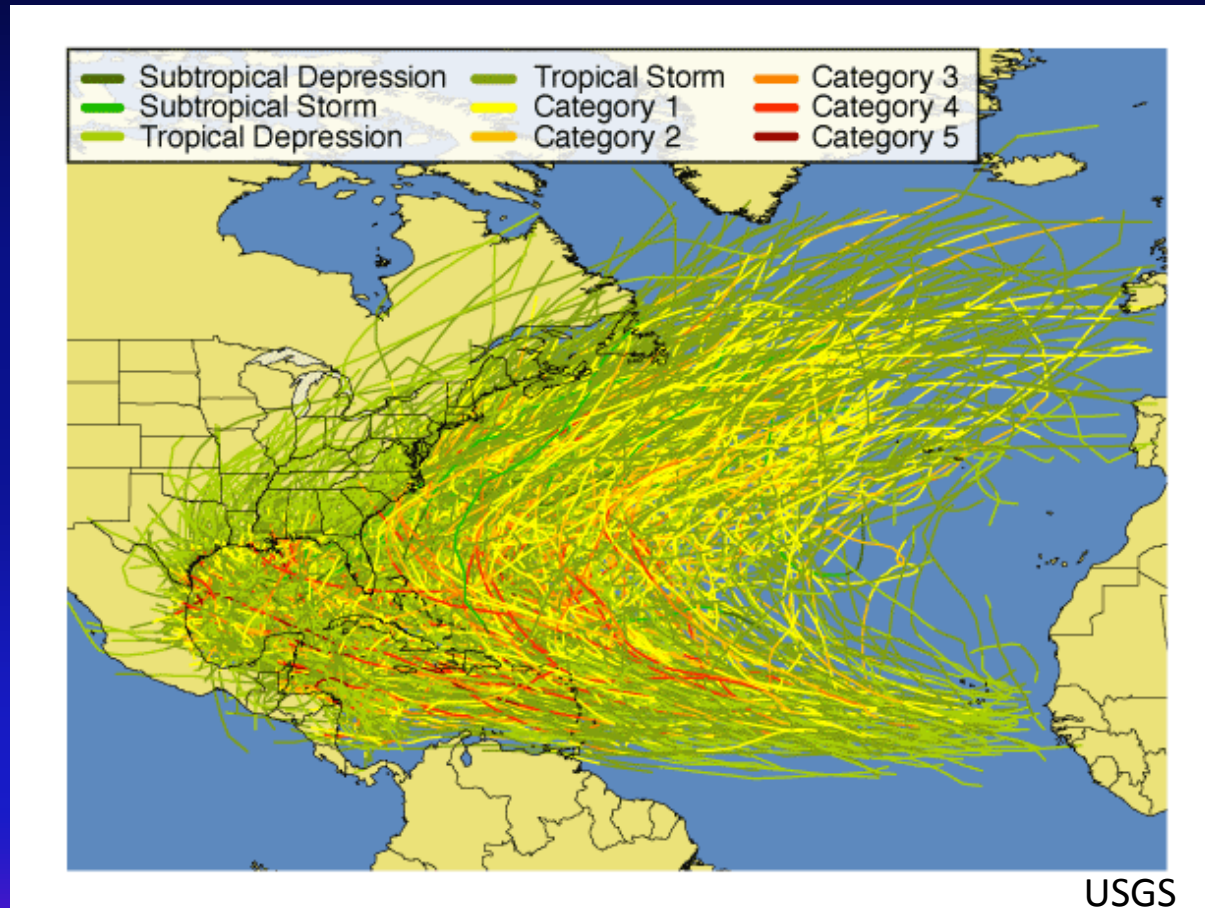 Subtropical Depression
Subtropical Storm
Tropical Depression
Tropical Storm
Category 1
Category 2
Category 3
Category 4
Category 5
USGS